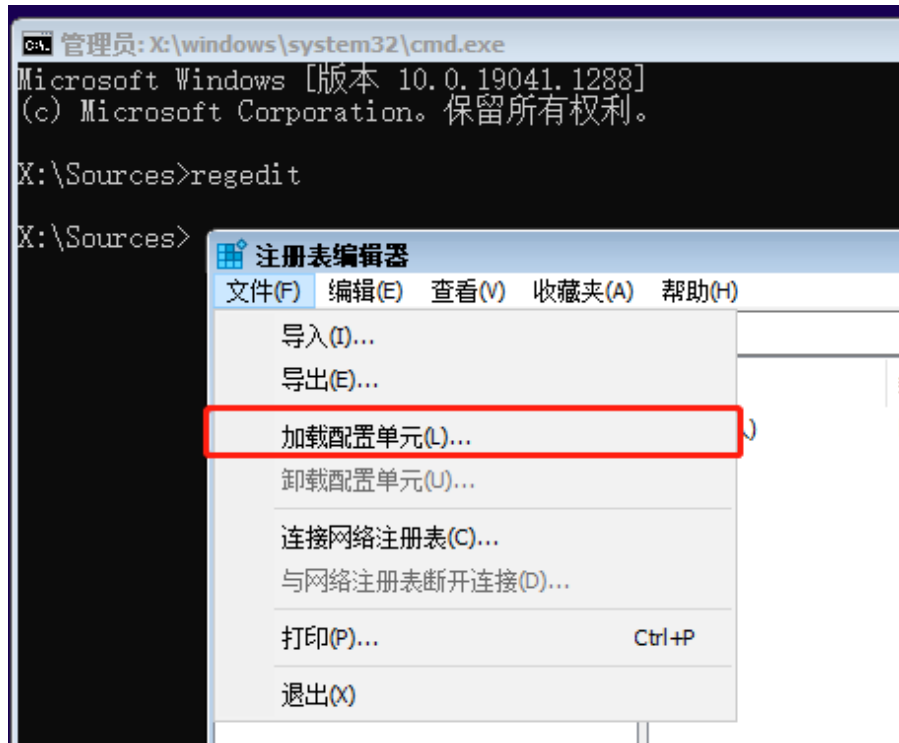 管理员: X:\windows\system32\cmd.exe
Microsoft Windows [版本 10.0.19041.1288]
(c) Microsoft Corporation。保留所有权利。
X:\Sources>regedit
X:\Sources>
注册表编辑器
文件(F) 编辑(E) 查看(V) 收藏夹(A) 帮助(H)
导入(I)...
导出(E)...
加载配置单元(L)...
卸载配置单元(U)...
连接网络注册表(C)...
与网络注册表断开连接(D)...
打印(P)... Ctrl+P
退出(X)